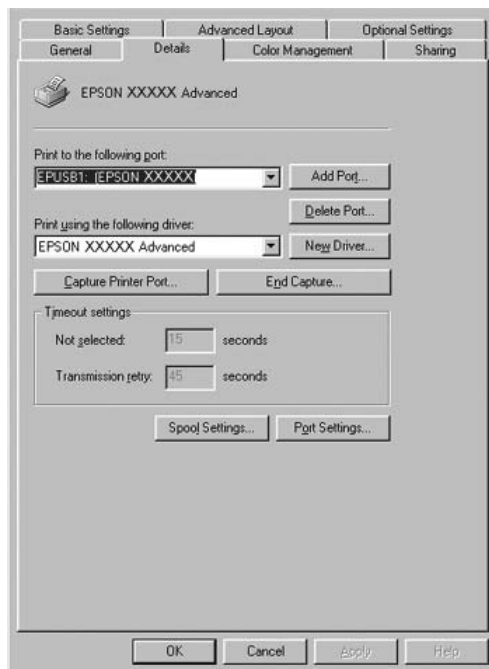 Basic Settings Advanced Layout Optional Settings
General Details Color Management Sharing
EPSON XXXXX Advanced
Print to the following port:
EPUSB1: (EPSON XXXXX Add Port...
Delete Port...
Print using the following driver:
EPSON XXXXX Advanced New Driver...
Capture Printer Port... End Capture...
Timeout settings
Not selected: 15 seconds
Transmission retry: 45 seconds
Spool Settings... Port Settings...
OK Cancel Apply Help